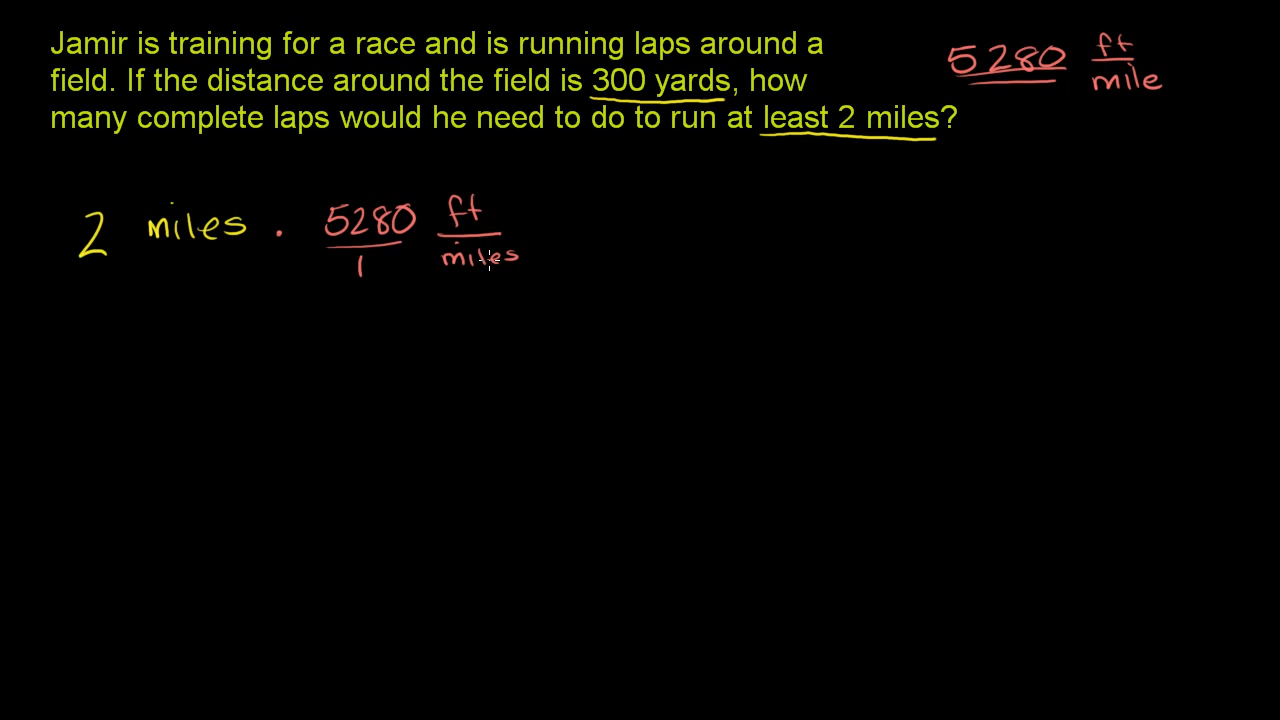 Jamir is training for a race and is running laps around a
field. If the distance around the field is 300 yards, how
many complete laps would he need to do to run at least 2 miles?
5280 ft/mile
2 miles · 5280/1 ft/miles